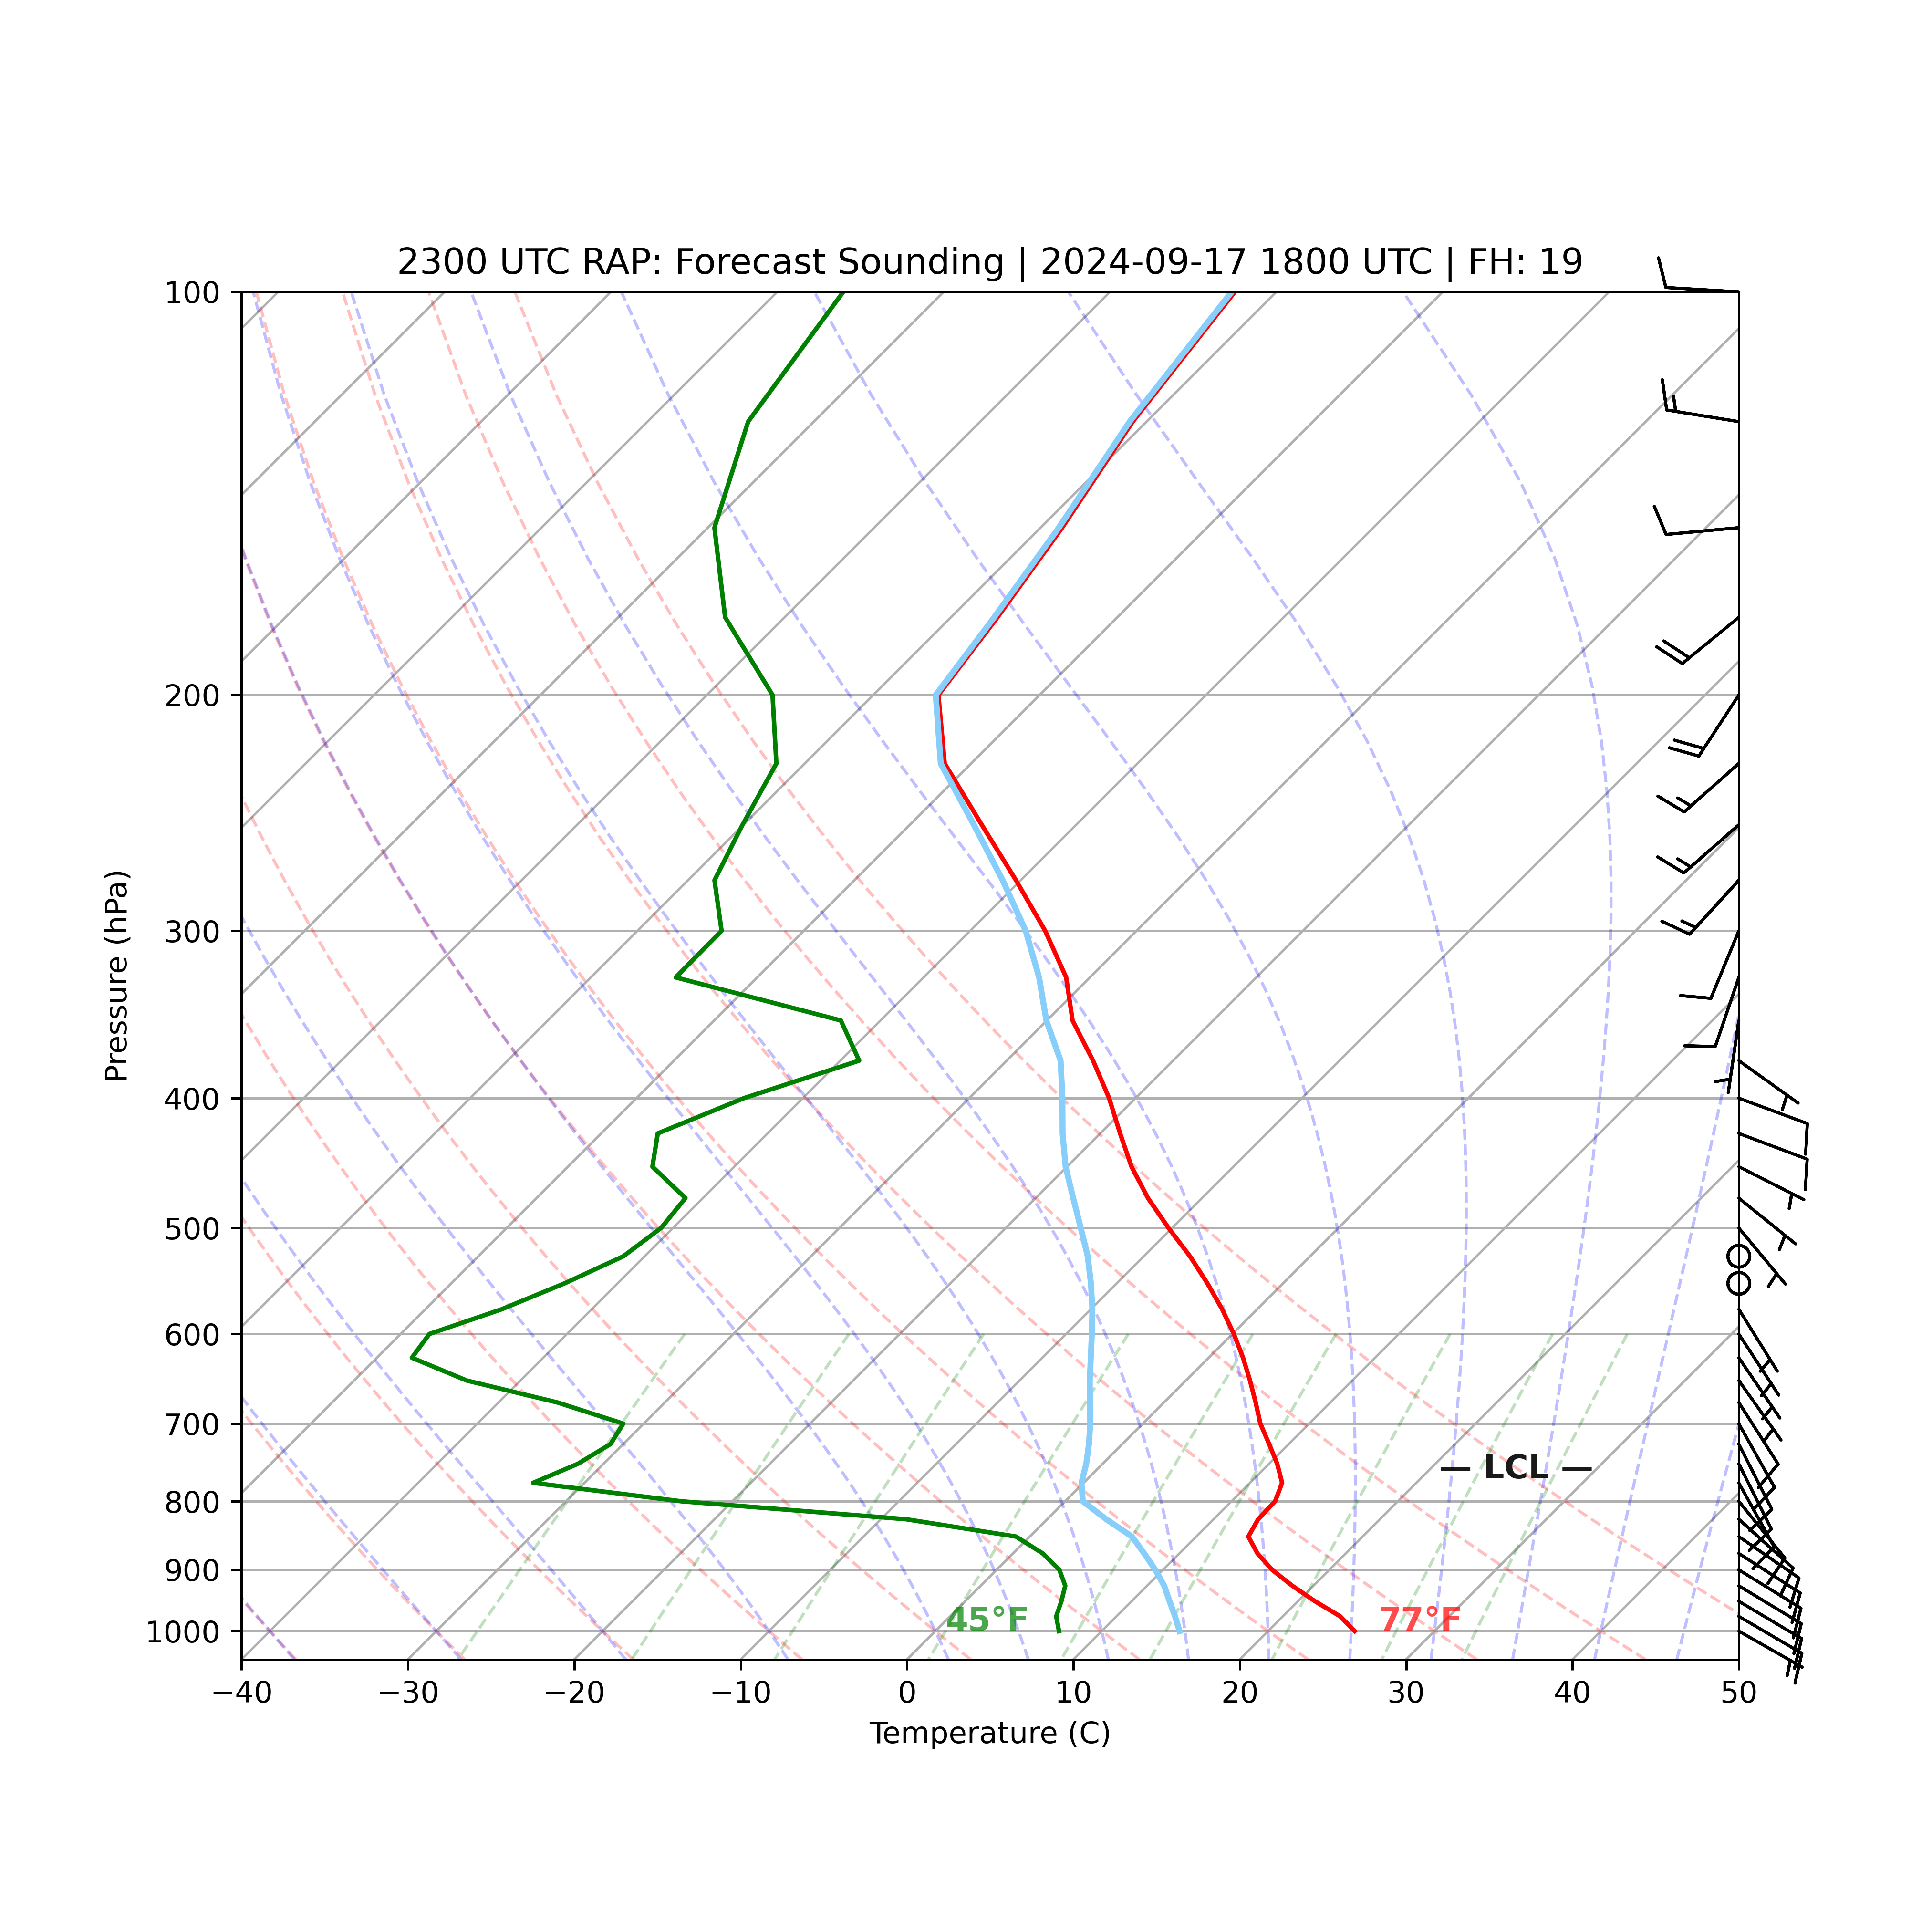 2300 UTC RAP: Forecast Sounding | 2024-09-17 1800 UTC | FH: 19
100
200
300
400
500
600
700
800
900
1000
Pressure (hPa)
— LCL —
45°F
77°F
−40 −30 −20 −10 0 10 20 30 40 50
Temperature (C)